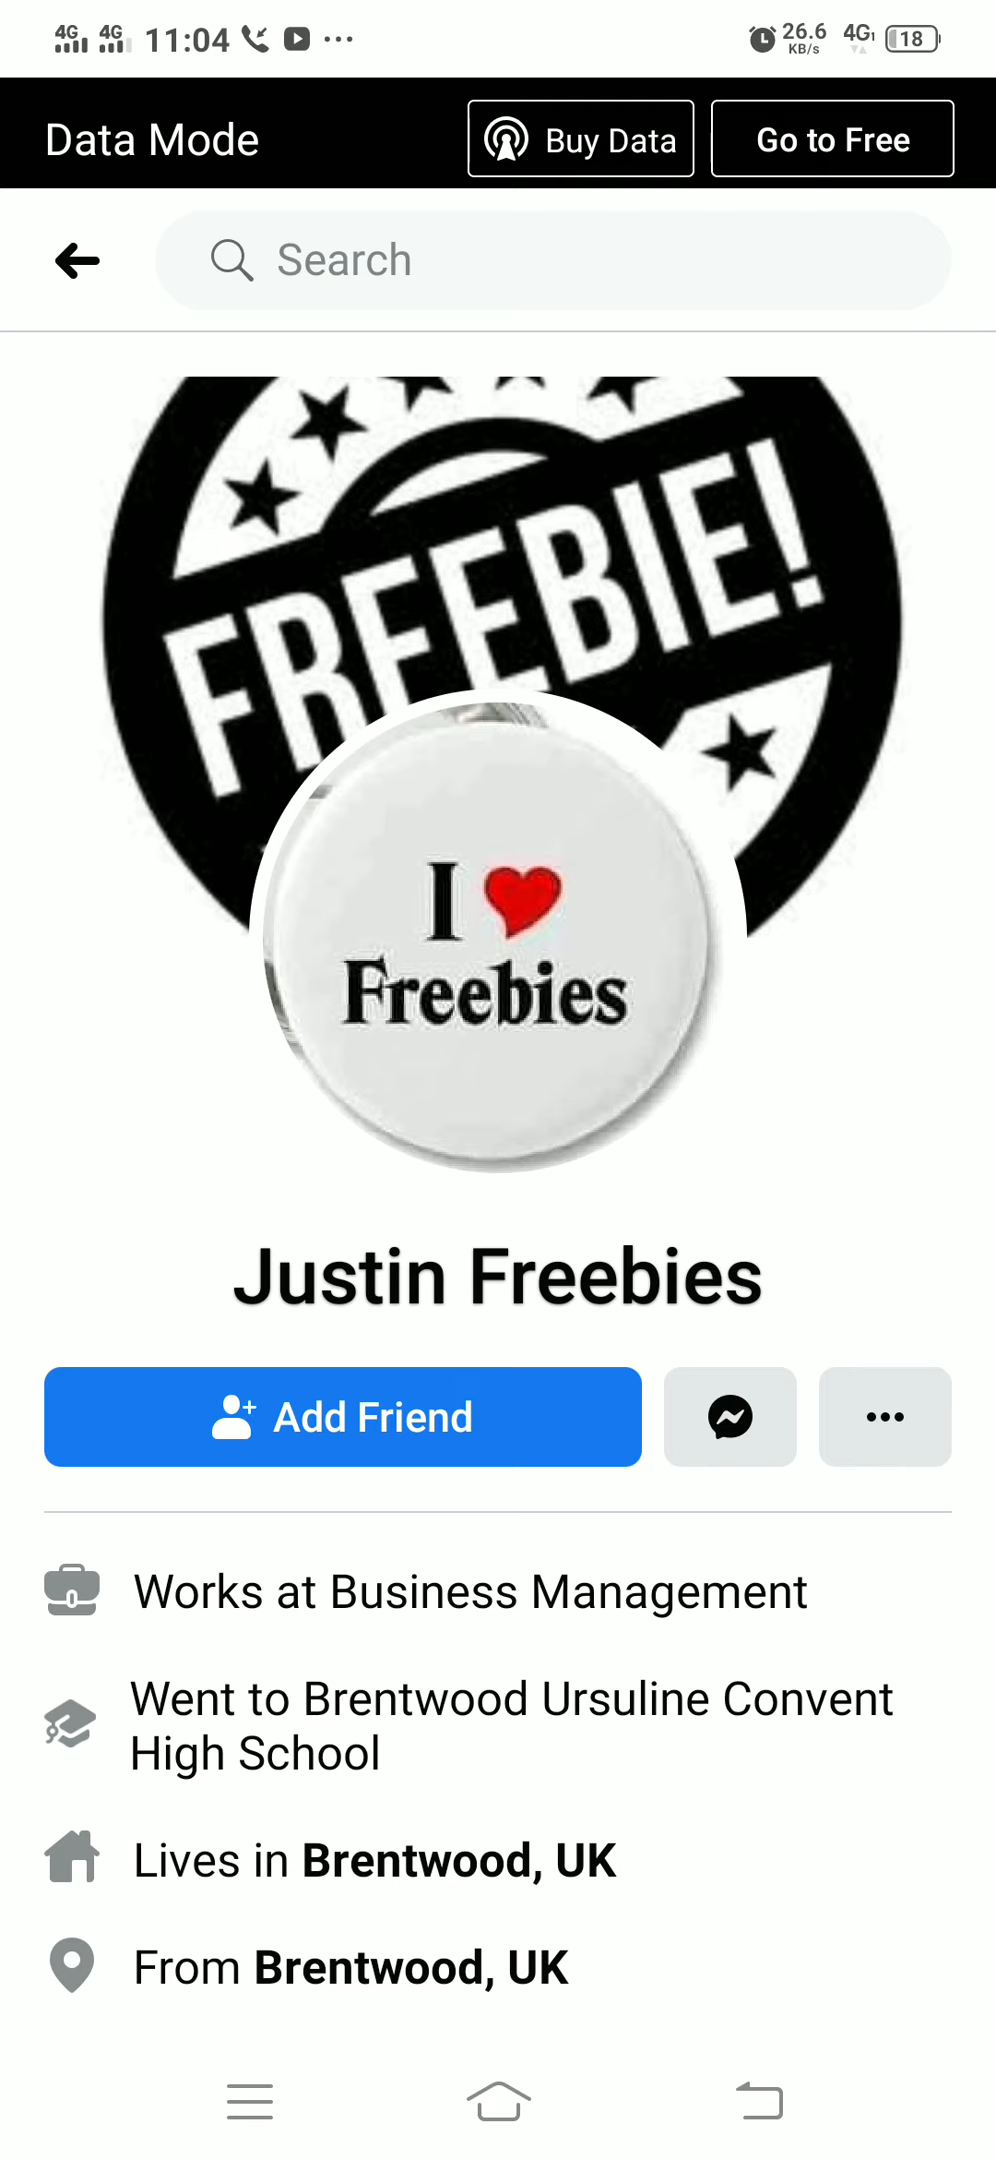 4G 4G 11:04 26.6 KB/s 4G1 18
Data Mode Buy Data Go to Free
Search
FREEBIE!
I
Freebies
Justin Freebies
Add Friend
Works at Business Management
Went to Brentwood Ursuline Convent
High School
Lives in Brentwood, UK
From Brentwood, UK